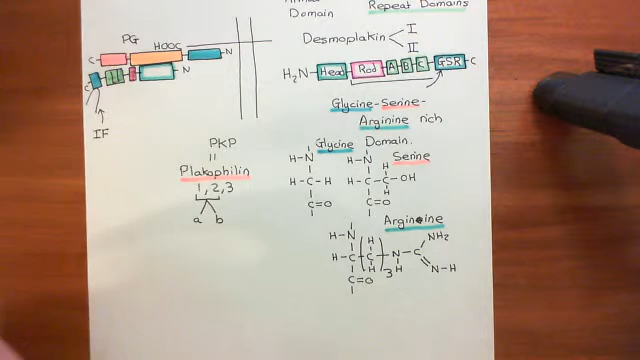 Domain
Repeat Domains
PG
HOOC
C
N
C
N
IF
Desmoplakin
I
II
H₂N
Head
Rod
A
B
C
GSR
C
Glycine-Serine-
Arginine rich
Domain.
PKP
=
Plakophilin
1, 2, 3
a b
Glycine
H-N
H-C-H
C=O
Serine
H-N
H
H-C-C-OH
H
C=O
Arginine
H-N
H
H-C-C-N-C
NH₂
H
H
3
N-H
C=O